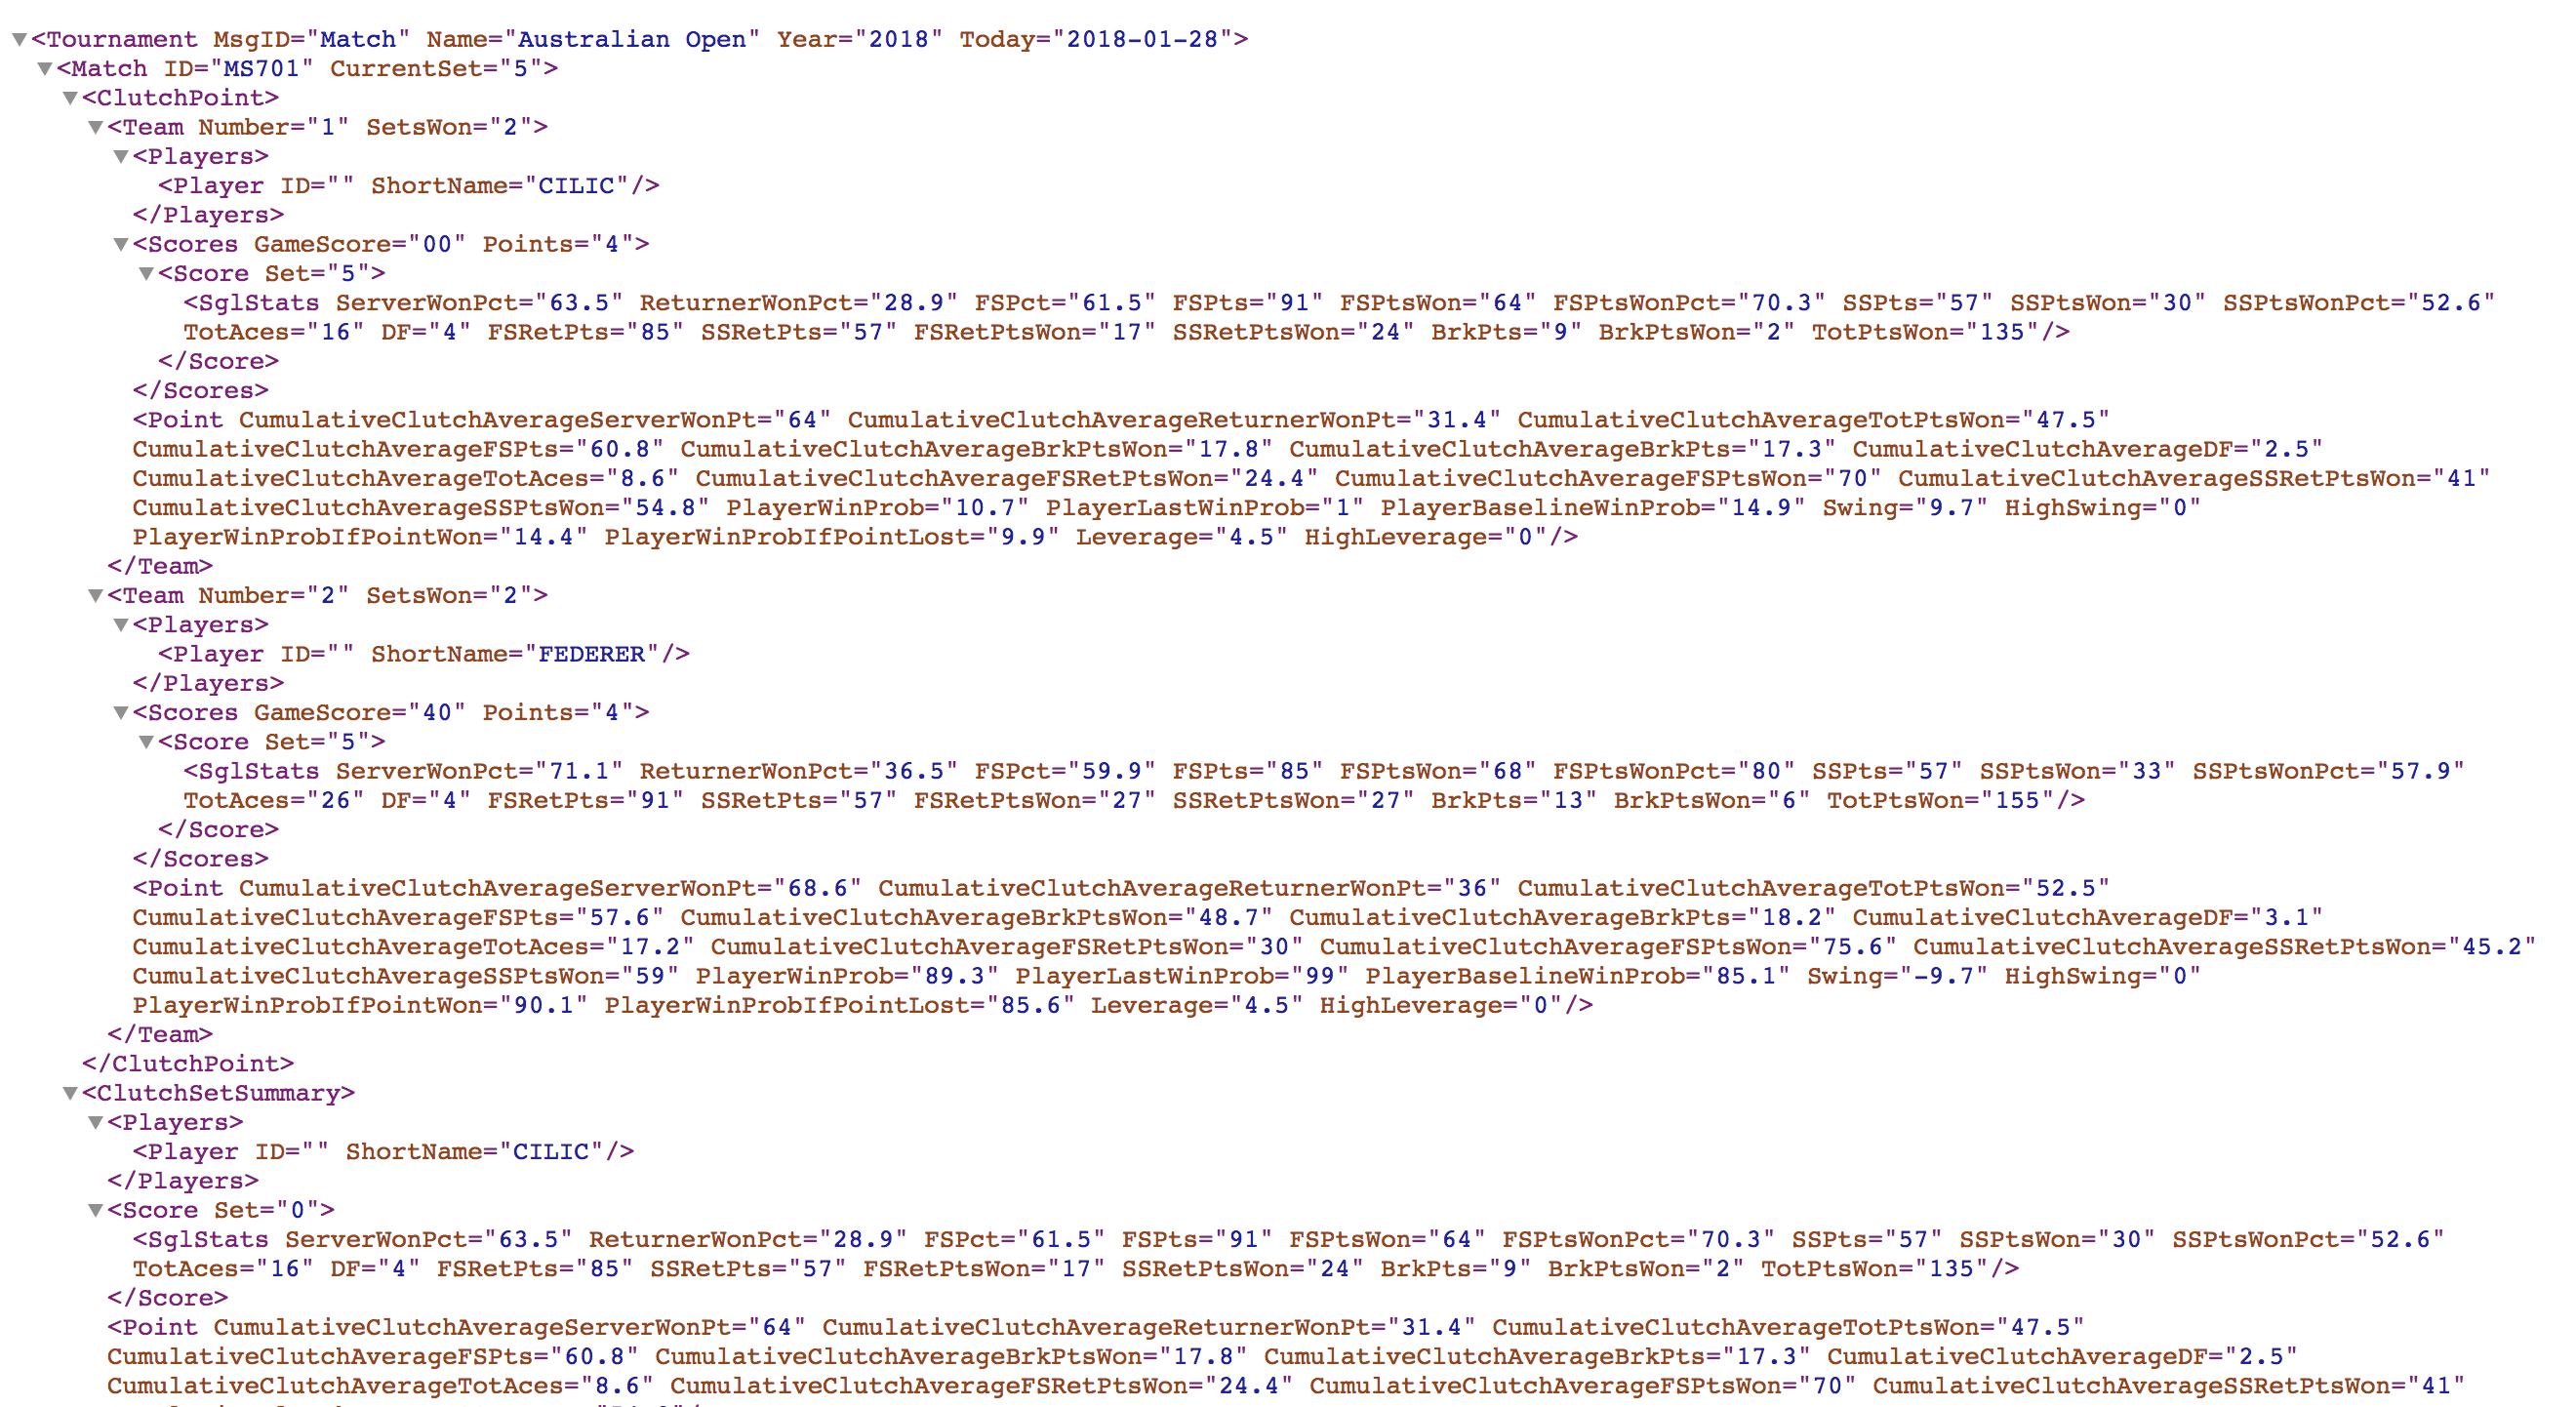 <Tournament MsgID="Match" Name="Australian Open" Year="2018" Today="2018-01-28">
<Match ID="MS701" CurrentSet="5">
<ClutchPoint>
<Team Number="1" SetsWon="2">
<Players>
<Player ID="" ShortName="CILIC"/>
</Players>
<Scores GameScore="00" Points="4">
<Score Set="5">
<SglStats ServerWonPct="63.5" ReturnerWonPct="28.9" FSPct="61.5" FSPts="91" FSPtsWon="64" FSPtsWonPct="70.3" SSPts="57" SSPtsWon="30" SSPtsWonPct="52.6"
TotAces="16" DF="4" FSRetPts="85" SSRetPts="57" FSRetPtsWon="17" SSRetPtsWon="24" BrkPts="9" BrkPtsWon="2" TotPtsWon="135"/>
</Score>
</Scores>
<Point CumulativeClutchAverageServerWonPt="64" CumulativeClutchAverageReturnerWonPt="31.4" CumulativeClutchAverageTotPtsWon="47.5"
CumulativeClutchAverageFSPts="60.8" CumulativeClutchAverageBrkPtsWon="17.8" CumulativeClutchAverageBrkPts="17.3" CumulativeClutchAverageDF="2.5"
CumulativeClutchAverageTotAces="8.6" CumulativeClutchAverageFSRetPtsWon="24.4" CumulativeClutchAverageFSPtsWon="70" CumulativeClutchAverageSSRetPtsWon="41"
CumulativeClutchAverageSSPtsWon="54.8" PlayerWinProb="10.7" PlayerLastWinProb="1" PlayerBaselineWinProb="14.9" Swing="9.7" HighSwing="0"
PlayerWinProbIfPointWon="14.4" PlayerWinProbIfPointLost="9.9" Leverage="4.5" HighLeverage="0"/>
</Team>
<Team Number="2" SetsWon="2">
<Players>
<Player ID="" ShortName="FEDERER"/>
</Players>
<Scores GameScore="40" Points="4">
<Score Set="5">
<SglStats ServerWonPct="71.1" ReturnerWonPct="36.5" FSPct="59.9" FSPts="85" FSPtsWon="68" FSPtsWonPct="80" SSPts="57" SSPtsWon="33" SSPtsWonPct="57.9"
TotAces="26" DF="4" FSRetPts="91" SSRetPts="57" FSRetPtsWon="27" SSRetPtsWon="27" BrkPts="13" BrkPtsWon="6" TotPtsWon="155"/>
</Score>
</Scores>
<Point CumulativeClutchAverageServerWonPt="68.6" CumulativeClutchAverageReturnerWonPt="36" CumulativeClutchAverageTotPtsWon="52.5"
CumulativeClutchAverageFSPts="57.6" CumulativeClutchAverageBrkPtsWon="48.7" CumulativeClutchAverageBrkPts="18.2" CumulativeClutchAverageDF="3.1"
CumulativeClutchAverageTotAces="17.2" CumulativeClutchAverageFSRetPtsWon="30" CumulativeClutchAverageFSPtsWon="75.6" CumulativeClutchAverageSSRetPtsWon="45.2"
CumulativeClutchAverageSSPtsWon="59" PlayerWinProb="89.3" PlayerLastWinProb="99" PlayerBaselineWinProb="85.1" Swing="-9.7" HighSwing="0"
PlayerWinProbIfPointWon="90.1" PlayerWinProbIfPointLost="85.6" Leverage="4.5" HighLeverage="0"/>
</Team>
</ClutchPoint>
<ClutchSetSummary>
<Players>
<Player ID="" ShortName="CILIC"/>
</Players>
<Score Set="0">
<SglStats ServerWonPct="63.5" ReturnerWonPct="28.9" FSPct="61.5" FSPts="91" FSPtsWon="64" FSPtsWonPct="70.3" SSPts="57" SSPtsWon="30" SSPtsWonPct="52.6"
TotAces="16" DF="4" FSRetPts="85" SSRetPts="57" FSRetPtsWon="17" SSRetPtsWon="24" BrkPts="9" BrkPtsWon="2" TotPtsWon="135"/>
</Score>
<Point CumulativeClutchAverageServerWonPt="64" CumulativeClutchAverageReturnerWonPt="31.4" CumulativeClutchAverageTotPtsWon="47.5"
CumulativeClutchAverageFSPts="60.8" CumulativeClutchAverageBrkPtsWon="17.8" CumulativeClutchAverageBrkPts="17.3" CumulativeClutchAverageDF="2.5"
CumulativeClutchAverageTotAces="8.6" CumulativeClutchAverageFSRetPtsWon="24.4" CumulativeClutchAverageFSPtsWon="70" CumulativeClutchAverageSSRetPtsWon="41"